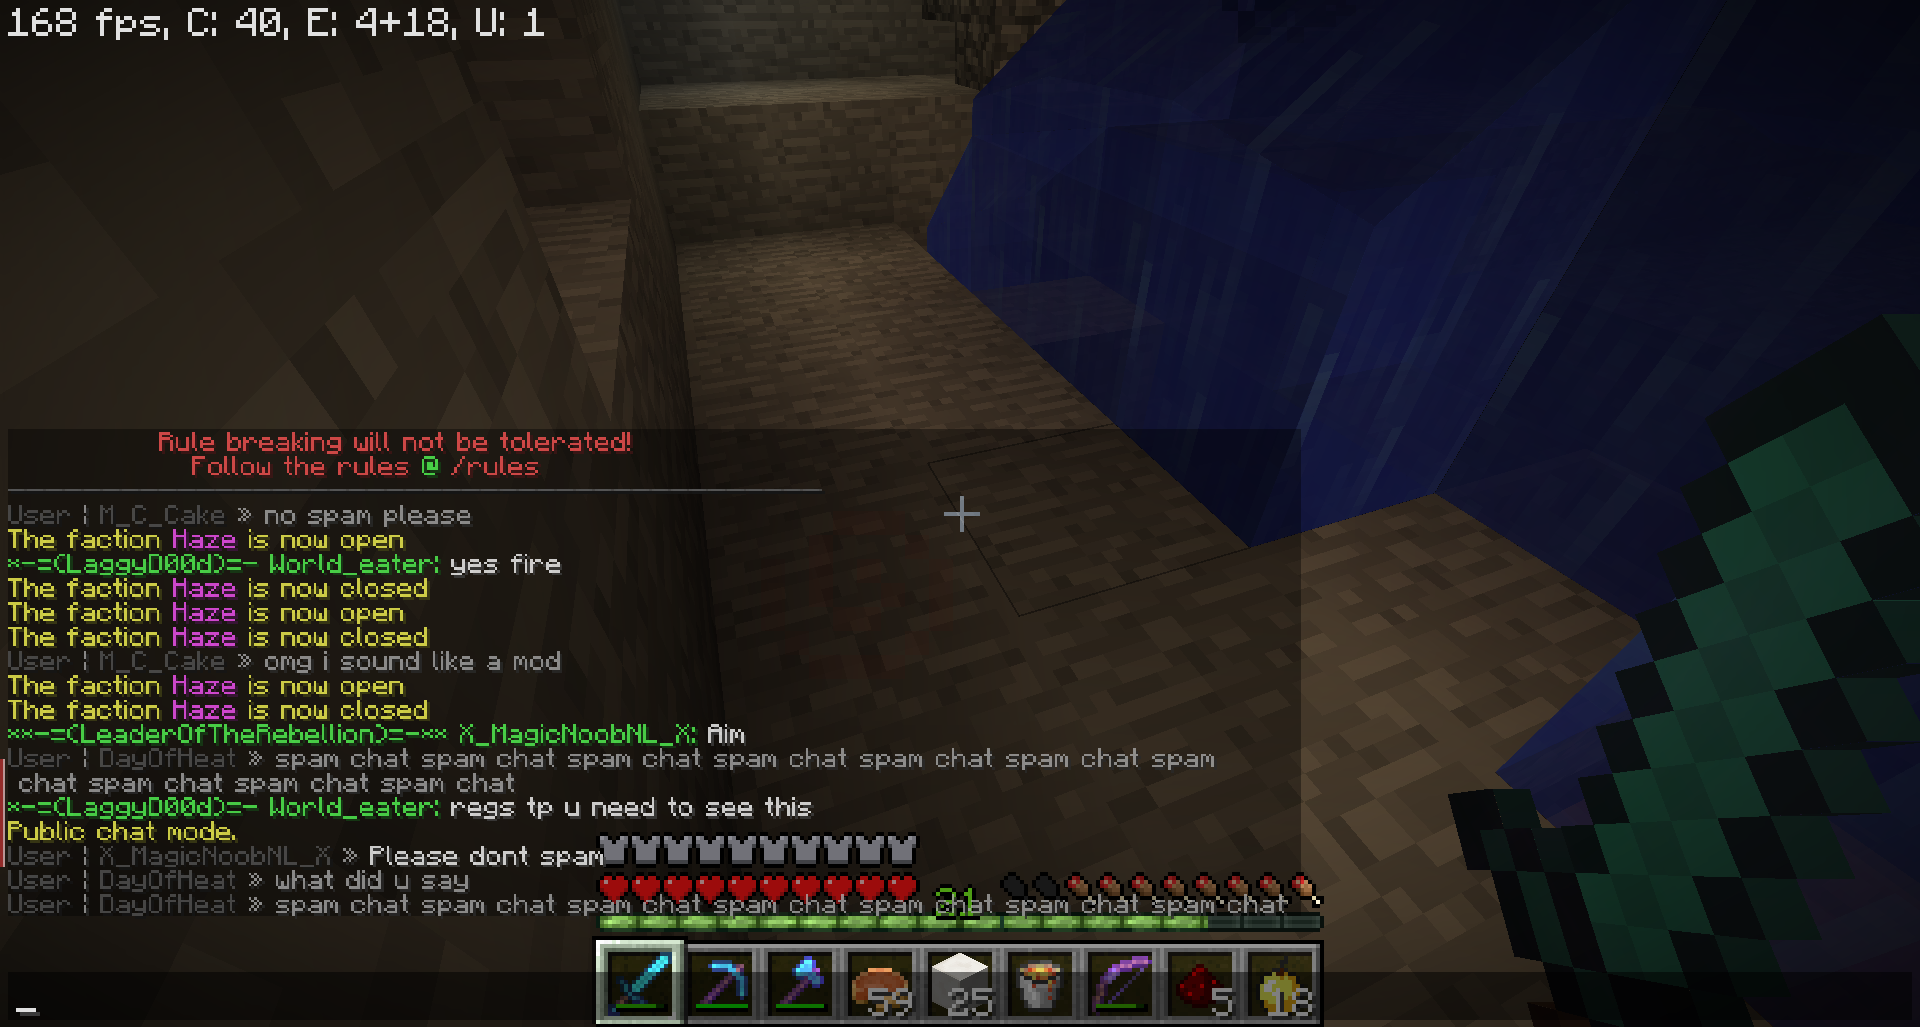 168 fps, C: 40, E: 4+18, U: 1
Rule breaking will not be tolerated!
Follow the rules @ /rules
User | M_C_Cake » no spam please
The faction Haze is now open
×-=(LaggyD00d)=- World_eater: yes fire
The faction Haze is now closed
The faction Haze is now open
The faction Haze is now closed
User | M_C_Cake » omg i sound like a mod
The faction Haze is now open
The faction Haze is now closed
××-=(LeaderOfTheRebellion)=-×× X_MagicNoobNL_X: Aim
User | DayOfHeat » spam chat spam chat spam chat spam chat spam chat spam chat spam
chat spam chat spam chat spam chat
×-=(LaggyD00d)=- World_eater: regs tp u need to see this
Public chat mode.
User | X_MagicNoobNL_X » Please dont spam
User | DayOfHeat » what did u say
User | DayOfHeat » spam chat spam chat spam chat spam chat spam chat spam chat spam chat
31
59 25 5 18
_